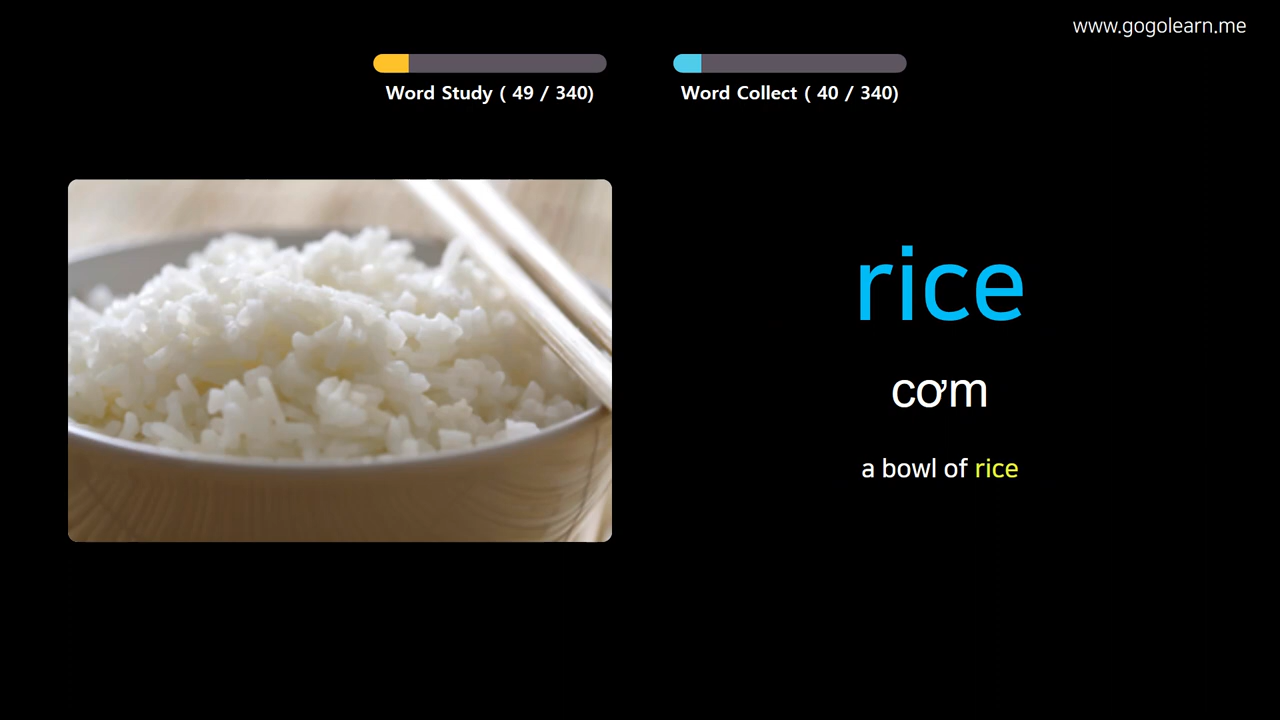 www.gogolearn.me
Word Study ( 49 / 340)
Word Collect ( 40 / 340)
rice
cơm
a bowl of rice